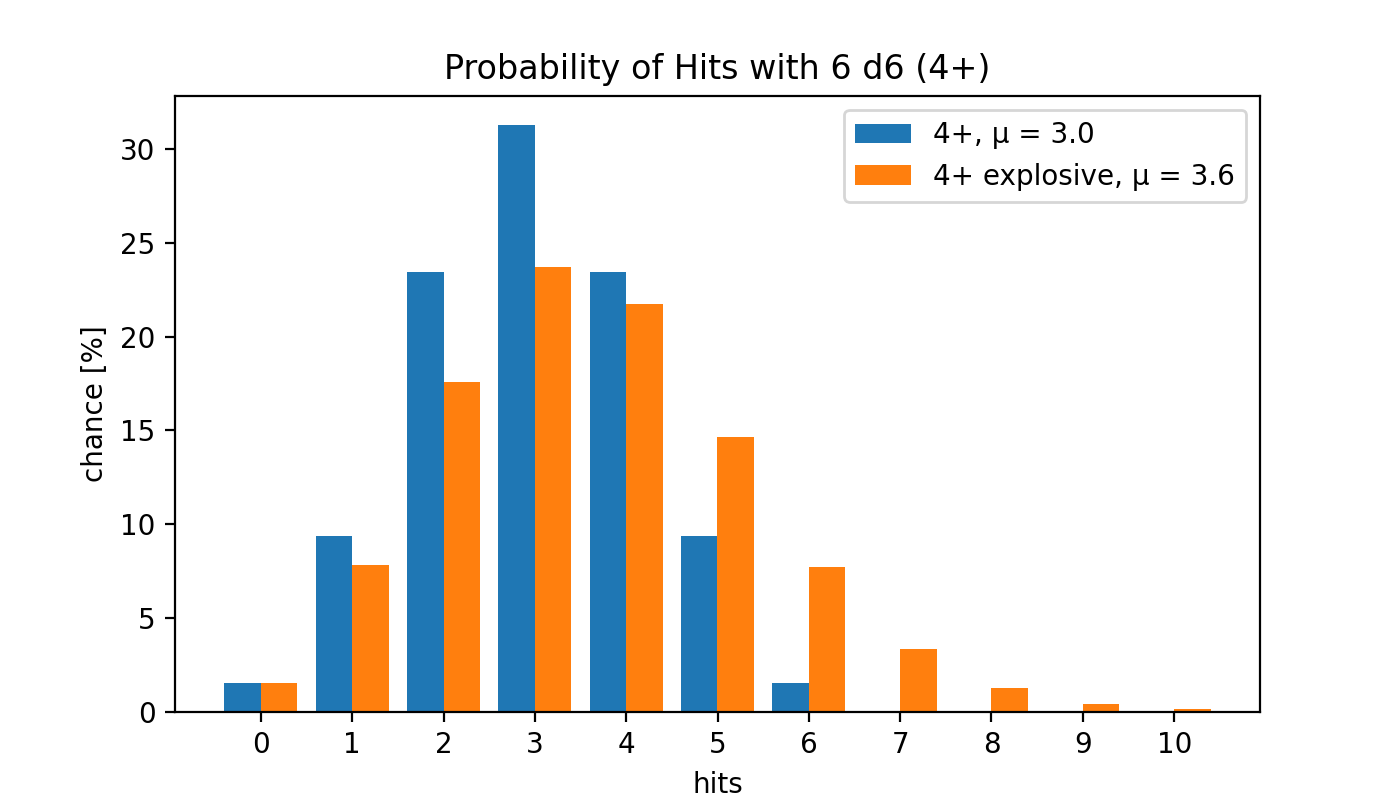 Probability of Hits with 6 d6 (4+)
4+, μ = 3.0
4+ explosive, μ = 3.6
chance [%]
30
25
20
15
10
5
0
0 1 2 3 4 5 6 7 8 9 10
hits